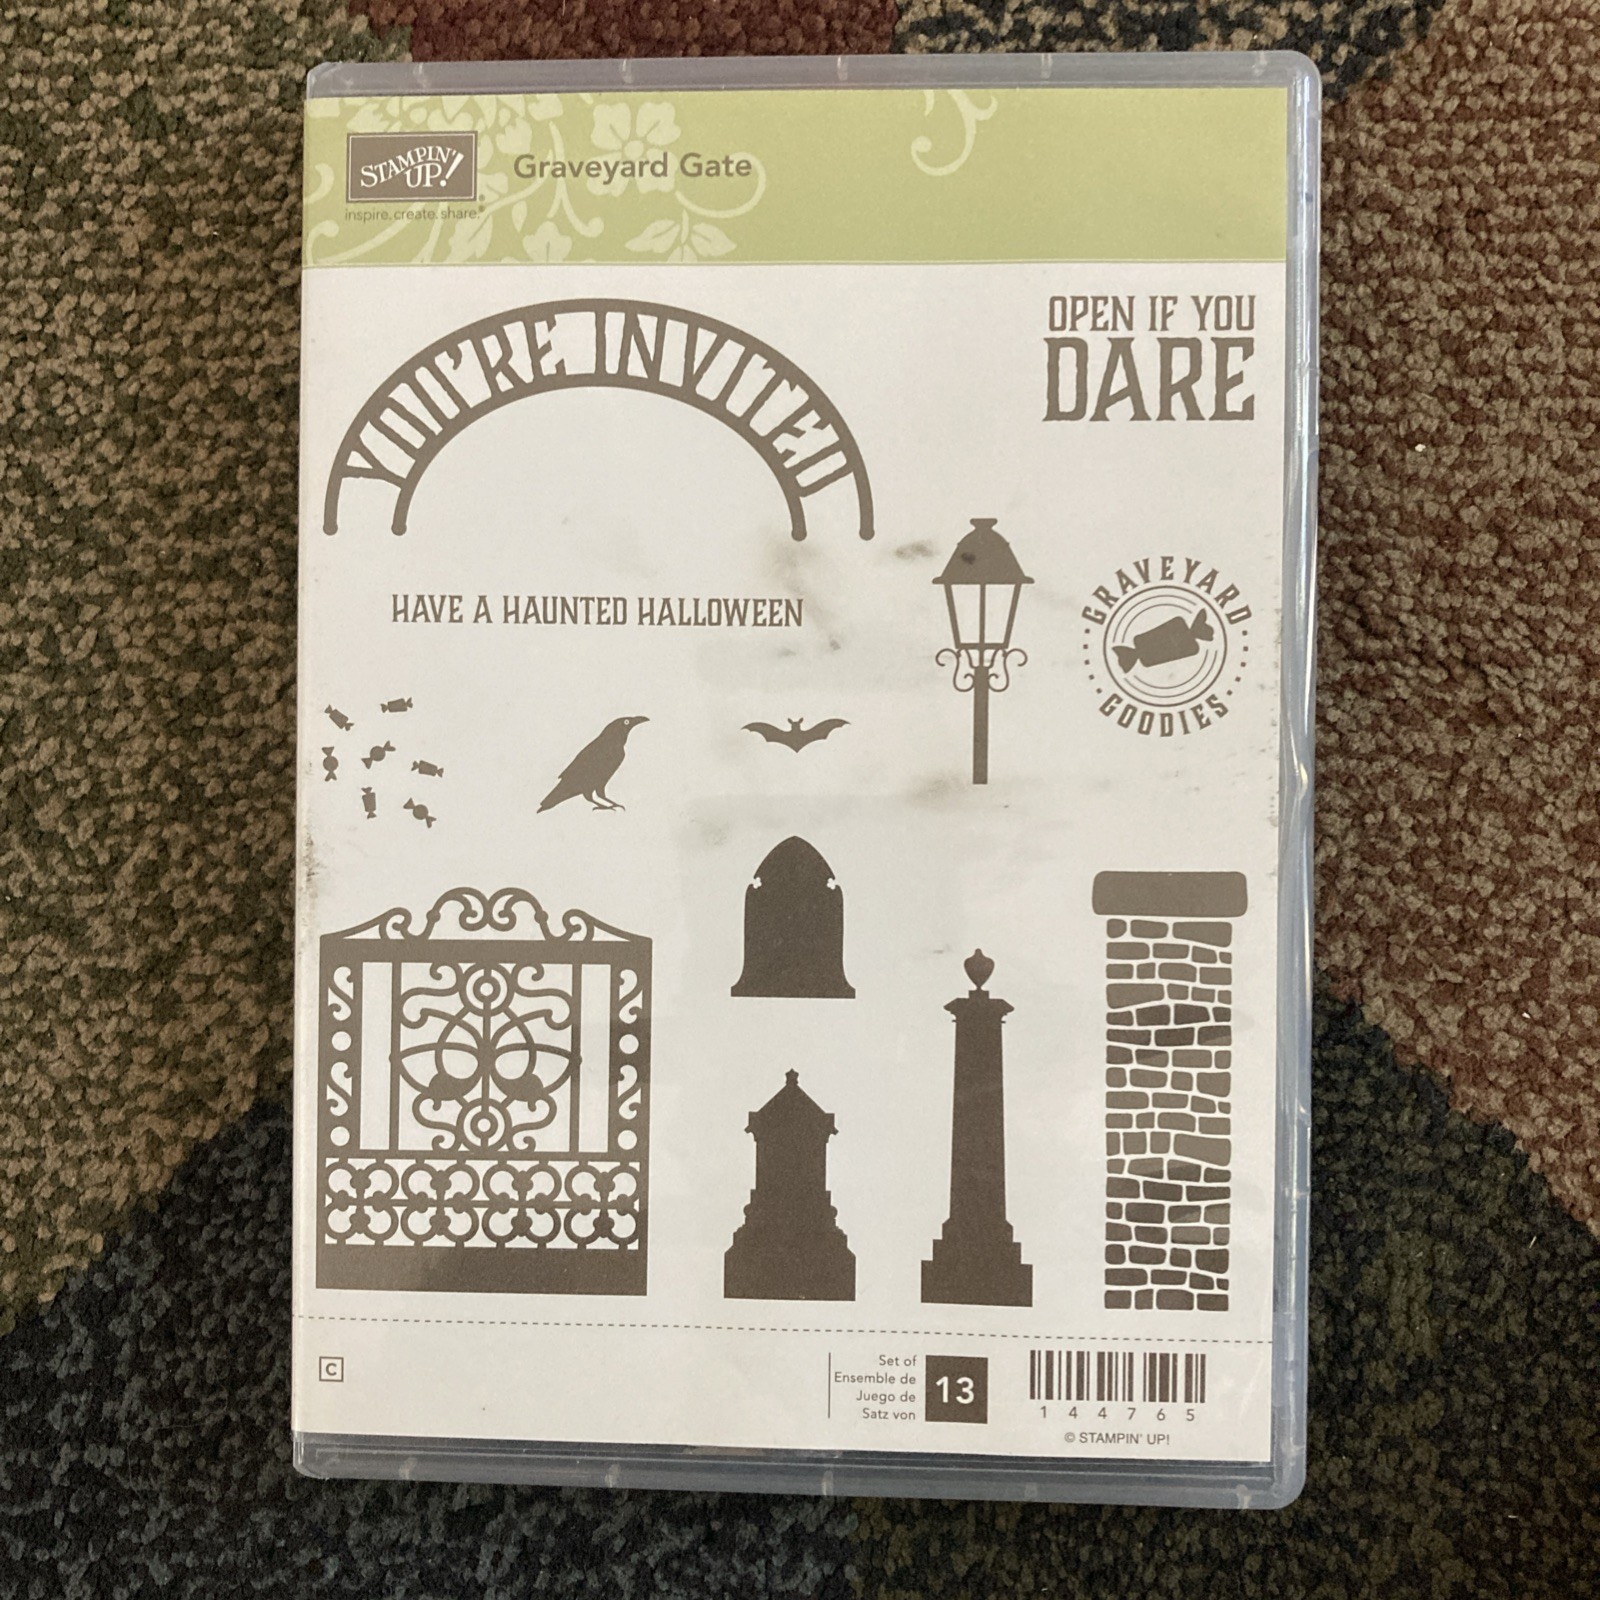 STAMPIN' UP!
inspire. create. share.
Graveyard Gate
YOU'RE INVITED
OPEN IF YOU
DARE
HAVE A HAUNTED HALLOWEEN
GRAVEYARD
GOODIES
C
Set of
Ensemble de
Juego de
Satz von
13
1 4 4 7 6 5
© STAMPIN' UP!